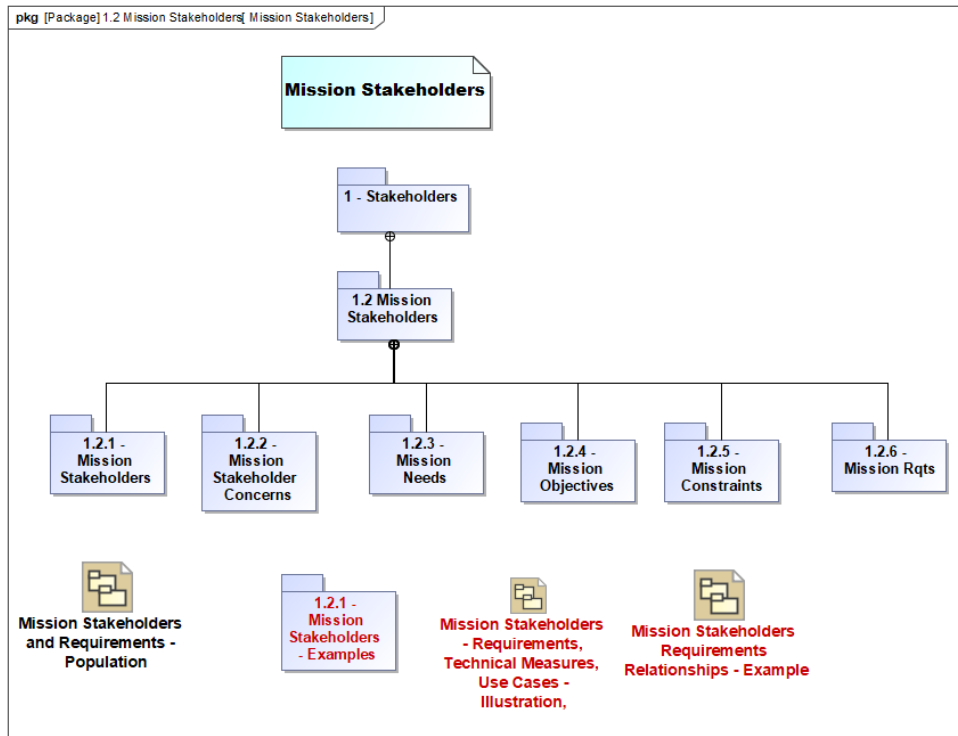 pkg [Package] 1.2 Mission Stakeholders[ Mission Stakeholders]
Mission Stakeholders
1 - Stakeholders
1.2 Mission
Stakeholders
1.2.1 -
Mission
Stakeholders
1.2.2 -
Mission
Stakeholder
Concerns
1.2.3 -
Mission
Needs
1.2.4 -
Mission
Objectives
1.2.5 -
Mission
Constraints
1.2.6 -
Mission Rqts
Mission Stakeholders
and Requirements -
Population
1.2.1 -
Mission
Stakeholders
- Examples
Mission Stakeholders
- Requirements,
Technical Measures,
Use Cases -
Illustration,
Mission Stakeholders
Requirements
Relationships - Example